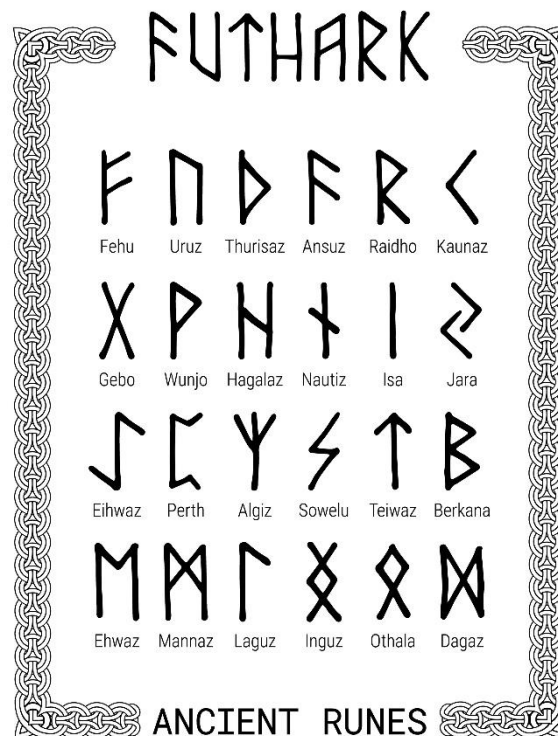 FUTHARK
ᚠ ᚢ ᚦ ᚨ ᚱ ᚲ
Fehu Uruz Thurisaz Ansuz Raidho Kaunaz
ᚷ ᚹ ᚺ ᚾ ᛁ ᛃ
Gebo Wunjo Hagalaz Nautiz Isa Jara
ᛇ ᛈ ᛉ ᛊ ᛏ ᛒ
Eihwaz Perth Algiz Sowelu Teiwaz Berkana
ᛖ ᛗ ᛚ ᛝ ᛟ ᛞ
Ehwaz Mannaz Laguz Inguz Othala Dagaz
ANCIENT RUNES